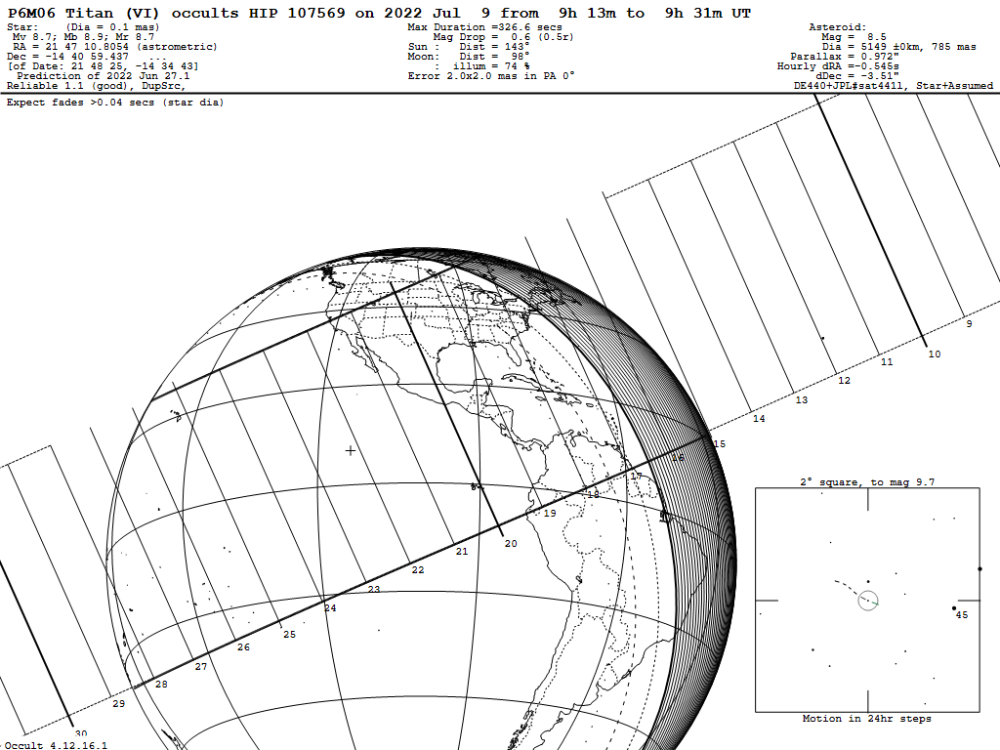 P6M06 Titan (VI) occults HIP 107569 on 2022 Jul  9 from  9h 13m to  9h 31m UT
Star:    (Dia = 0.1 mas)
Mv 8.7; Mb 8.9; Mr 8.7
RA = 21 47 10.8054 (astrometric)
Dec = -14 40 59.437   ...
[of Date: 21 48 25, -14 34 43]
Prediction of 2022 Jun 27.1
Reliable 1.1 (good), DupSrc,
Max Duration =326.6 secs
Mag Drop =  0.6 (0.5r)
Sun :   Dist = 143°
Moon:   Dist =  98°
:  illum = 74 %
Error 2.0x2.0 mas in PA 0°
Asteroid:
Mag =  8.5
Dia = 5149 ±0km, 785 mas
Parallax = 0.972"
Hourly dRA =-0.545s
dDec = -3.51"
DE440+JPL#sat441l, Star+Assumed
Expect fades >0.04 secs (star dia)
9
10
11
12
13
14
15
16
17
18
19
20
21
22
23
24
25
26
27
28
29
30
2° square, to mag 9.7
45
Motion in 24hr steps
Occult 4.12.16.1